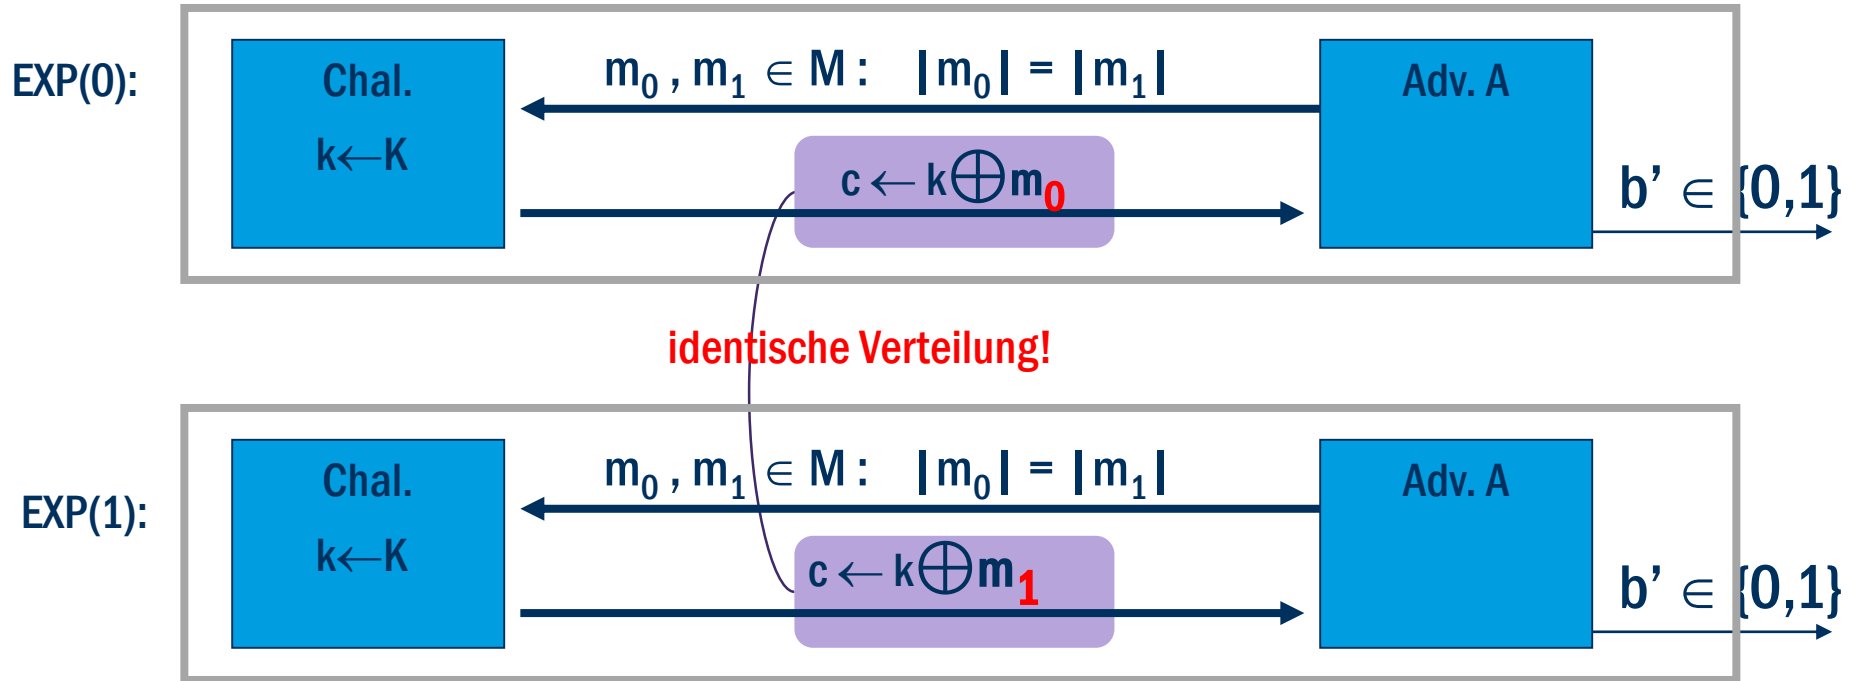 EXP(0):
Chal.
k←K
m₀ , m₁ ∈ M : |m₀| = |m₁|
c ← k⊕m₀
Adv. A
b’ ∈ {0,1}
identische Verteilung!
EXP(1):
Chal.
k←K
m₀ , m₁ ∈ M : |m₀| = |m₁|
c ← k⊕m₁
Adv. A
b’ ∈ {0,1}